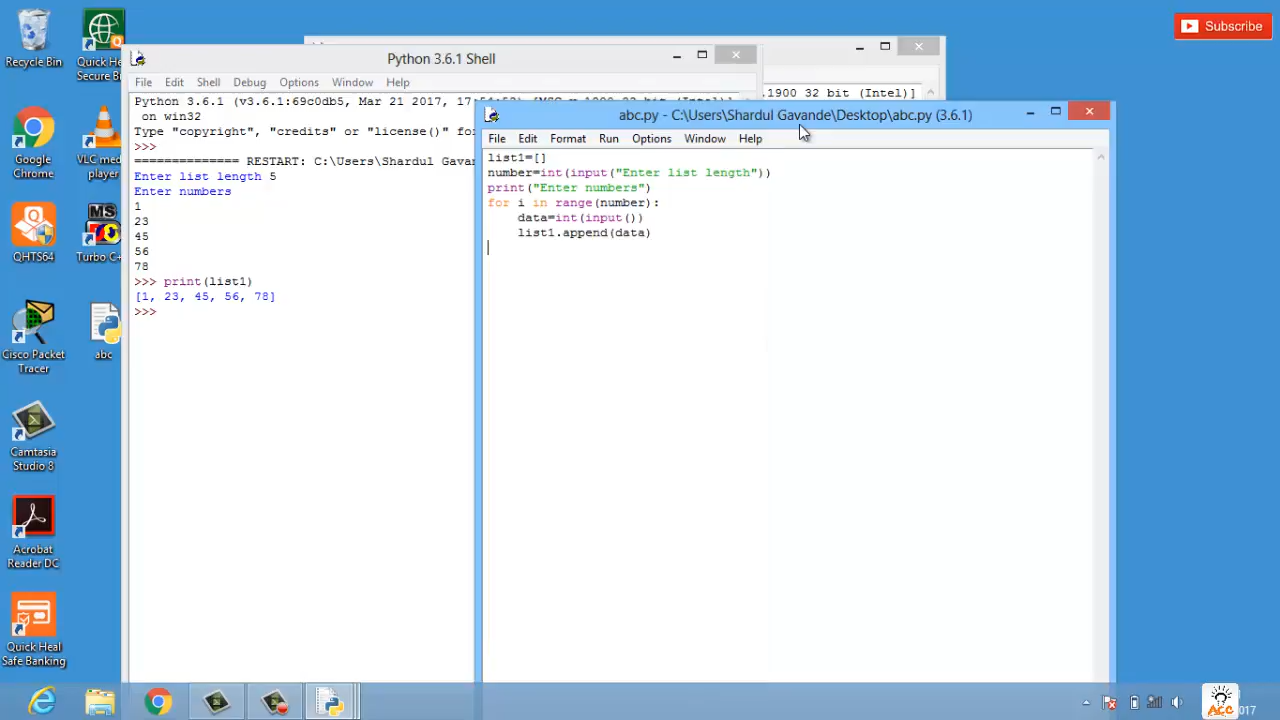 Subscribe
Recycle Bin
Quick He
Secure B
Google
Chrome
VLC med
player
QHTS64
MS
Turbo C+
Cisco Packet
Tracer
abc
Camtasia
Studio 8
Acrobat
Reader DC
Quick Heal
Safe Banking
Python 3.6.1 Shell
File Edit Shell Debug Options Window Help
Python 3.6.1 (v3.6.1:69c0db5, Mar 21 2017,
on win32
Type "copyright", "credits" or "license()" fo
>>>
============== RESTART: C:\Users\Shardul Gava
Enter list length 5
Enter numbers
1
23
45
56
78
>>> print(list1)
[1, 23, 45, 56, 78]
>>>
.1900 32 bit (Intel)]
abc.py - C:\Users\Shardul Gavande\Desktop\abc.py (3.6.1)
File Edit Format Run Options Window Help
list1=[]
number=int(input("Enter list length"))
print("Enter numbers")
for i in range(number):
    data=int(input())
    list1.append(data)
ACC
017